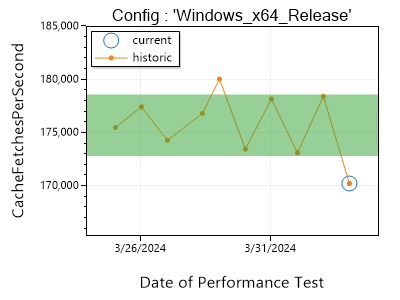 Config : 'Windows_x64_Release'
185,000
180,000
175,000
170,000
CacheFetchesPerSecond
current
historic
3/26/2024
3/31/2024
Date of Performance Test